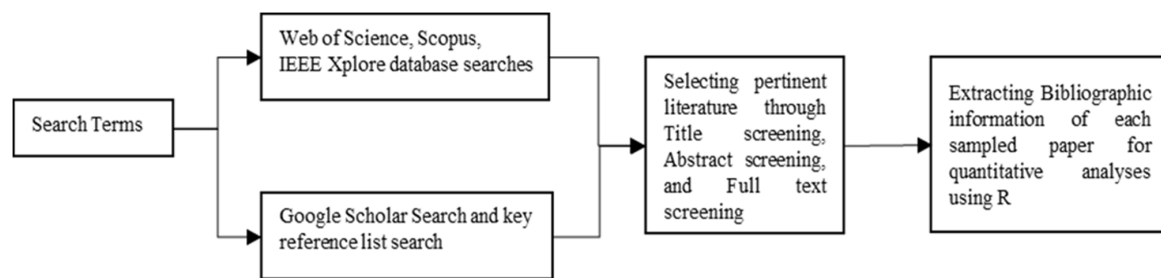 Search Terms
Web of Science, Scopus,
IEEE Xplore database searches
Google Scholar Search and key
reference list search
Selecting pertinent
literature through
Title screening,
Abstract screening,
and Full text
screening
Extracting Bibliographic
information of each
sampled paper for
quantitative analyses
using R